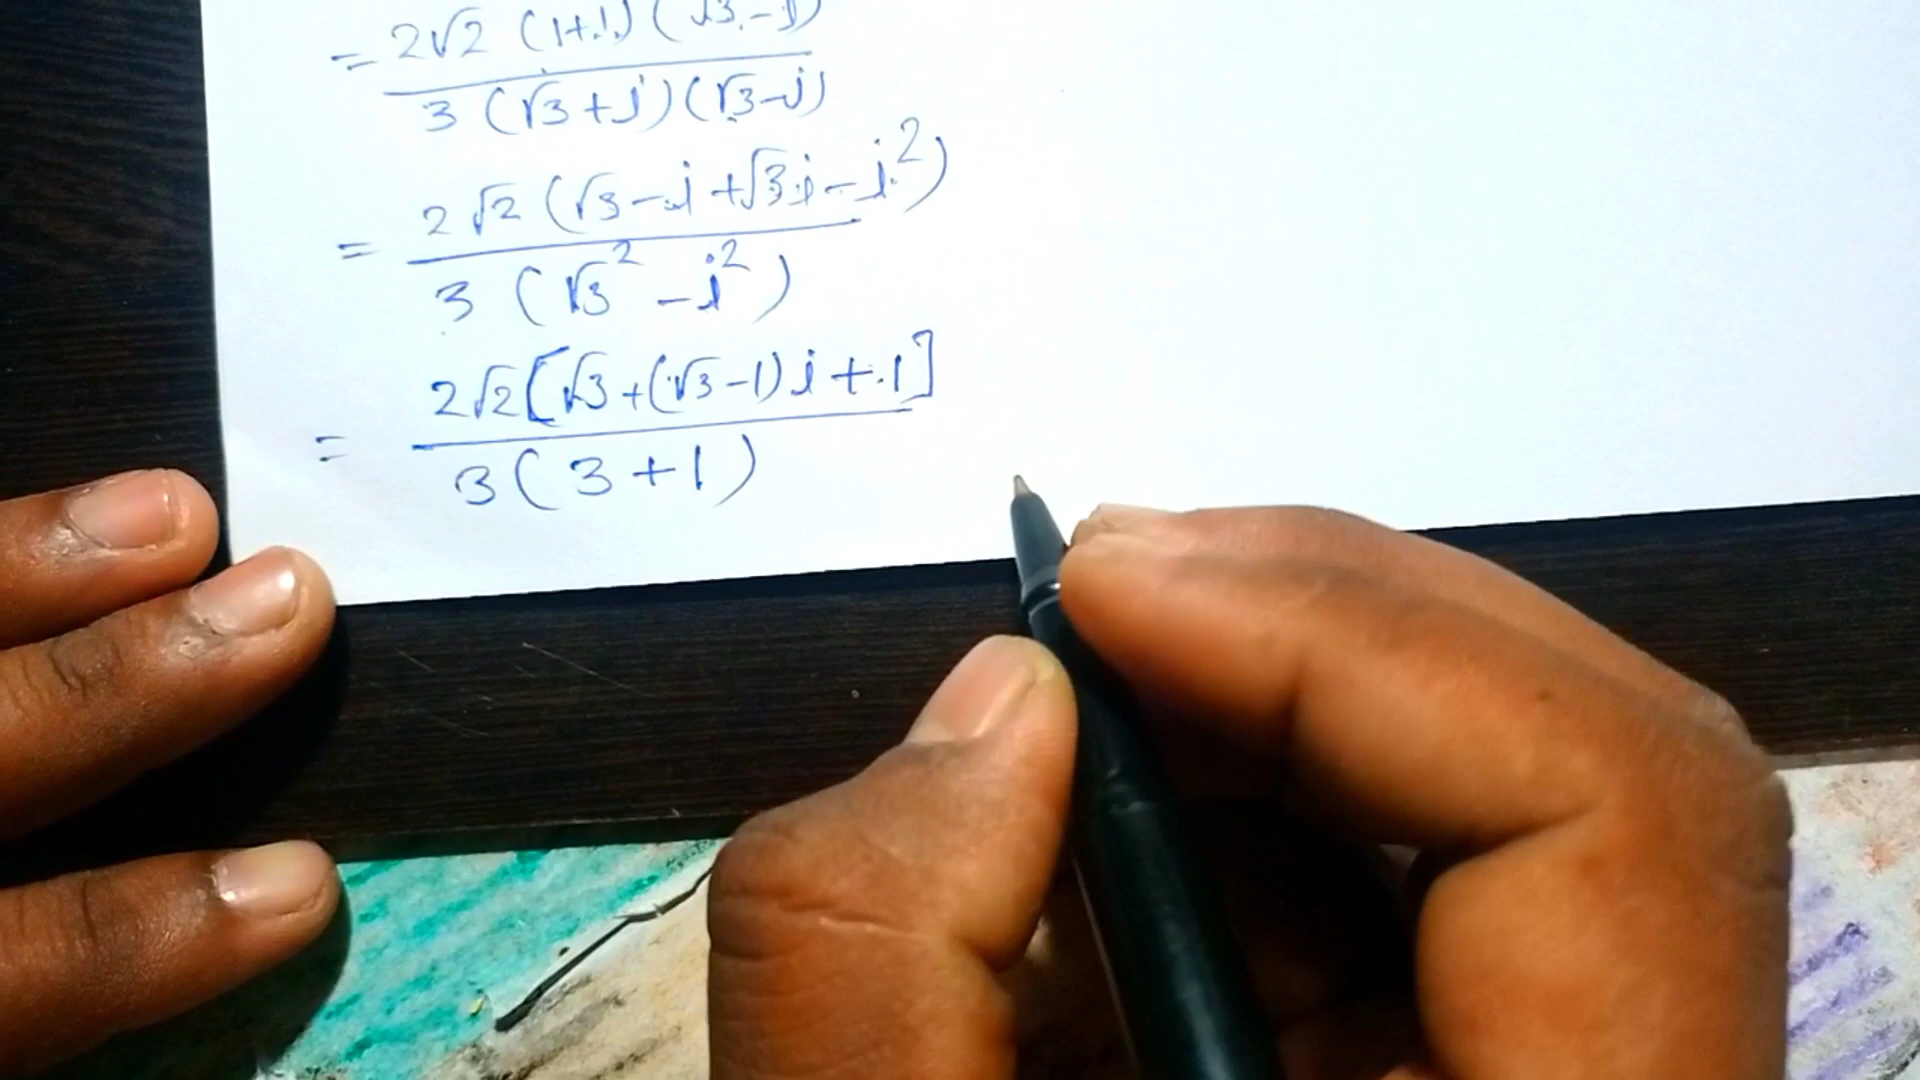 = 2√2 (1+i)(√3-i) / 3(√3+i)(√3-i)
= 2√2 (√3-i+√3i-i²) / 3(√3²-i²)
= 2√2[√3+(√3-1)i+1] / 3(3+1)